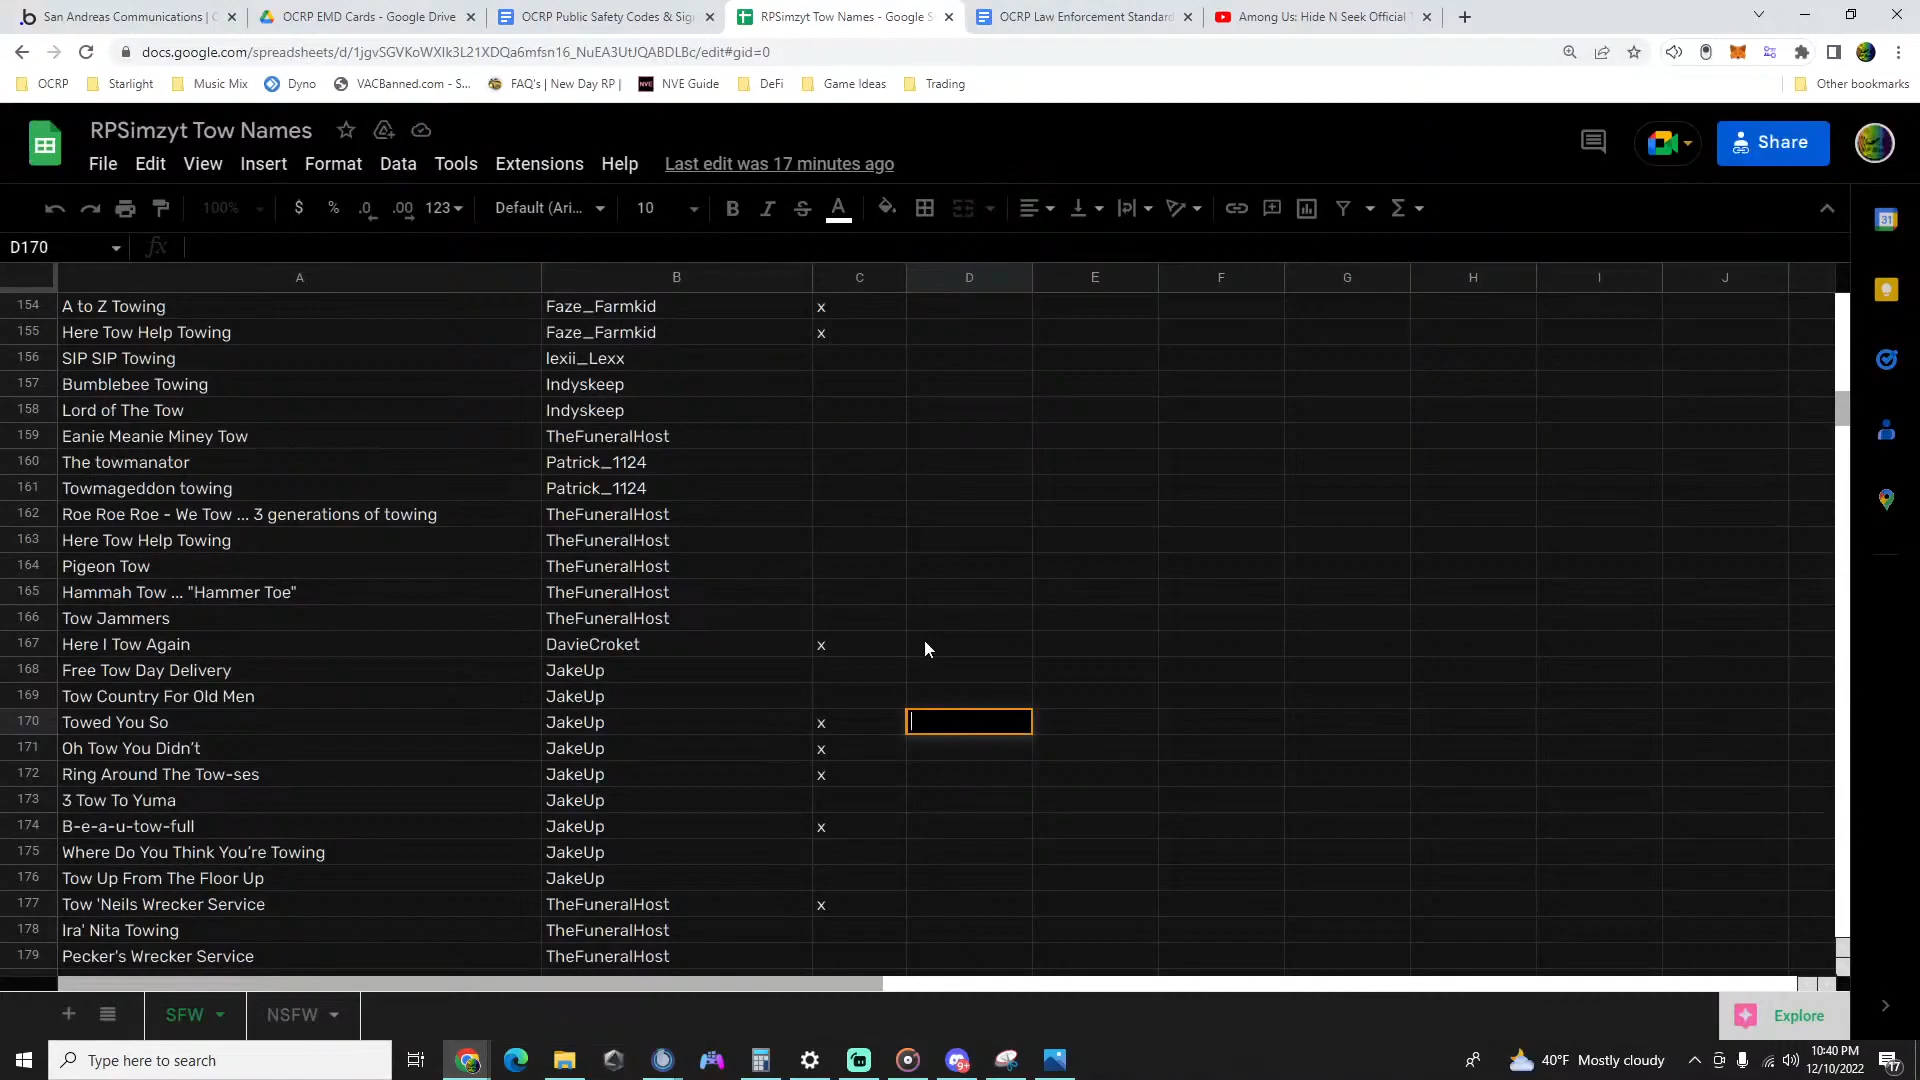 San Andreas Communications | C
OCRP EMD Cards - Google Drive
OCRP Public Safety Codes & Sig
RPSimzyt Tow Names - Google S
OCRP Law Enforcement Standard
Among Us: Hide N Seek Official T
docs.google.com/spreadsheets/d/1jgvSGVKoWXlk3L21XDQa6mfsn16_NuEA3UtJQABDLBc/edit#gid=0
OCRP Starlight Music Mix Dyno VACBanned.com - S... FAQ's | New Day RP | NVE Guide DeFi Game Ideas Trading Other bookmarks
RPSimzyt Tow Names
Share
File Edit View Insert Format Data Tools Extensions Help Last edit was 17 minutes ago
100% $ % .0 .00 123 Default (Ari... 10 B I S A
D170 fx
A B C D E F G H I J
154 A to Z Towing Faze_Farmkid x
155 Here Tow Help Towing Faze_Farmkid x
156 SIP SIP Towing lexii_Lexx
157 Bumblebee Towing Indyskeep
158 Lord of The Tow Indyskeep
159 Eanie Meanie Miney Tow TheFuneralHost
160 The towmanator Patrick_1124
161 Towmageddon towing Patrick_1124
162 Roe Roe Roe - We Tow ... 3 generations of towing TheFuneralHost
163 Here Tow Help Towing TheFuneralHost
164 Pigeon Tow TheFuneralHost
165 Hammah Tow ... "Hammer Toe" TheFuneralHost
166 Tow Jammers TheFuneralHost
167 Here I Tow Again DavieCroket x
168 Free Tow Day Delivery JakeUp
169 Tow Country For Old Men JakeUp
170 Towed You So JakeUp x
171 Oh Tow You Didn't JakeUp x
172 Ring Around The Tow-ses JakeUp x
173 3 Tow To Yuma JakeUp
174 B-e-a-u-tow-full JakeUp x
175 Where Do You Think You're Towing JakeUp
176 Tow Up From The Floor Up JakeUp
177 Tow 'Neils Wrecker Service TheFuneralHost x
178 Ira' Nita Towing TheFuneralHost
179 Pecker's Wrecker Service TheFuneralHost
SFW NSFW Explore
Type here to search
40°F Mostly cloudy
10:40 PM
12/10/2022
17